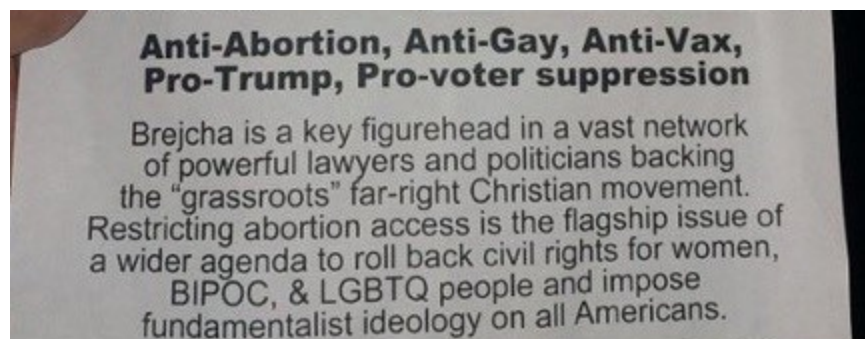 Anti-Abortion, Anti-Gay, Anti-Vax,
Pro-Trump, Pro-voter suppression
Brejcha is a key figurehead in a vast network
of powerful lawyers and politicians backing
the “grassroots” far-right Christian movement.
Restricting abortion access is the flagship issue of
a wider agenda to roll back civil rights for women,
BIPOC, & LGBTQ people and impose
fundamentalist ideology on all Americans.